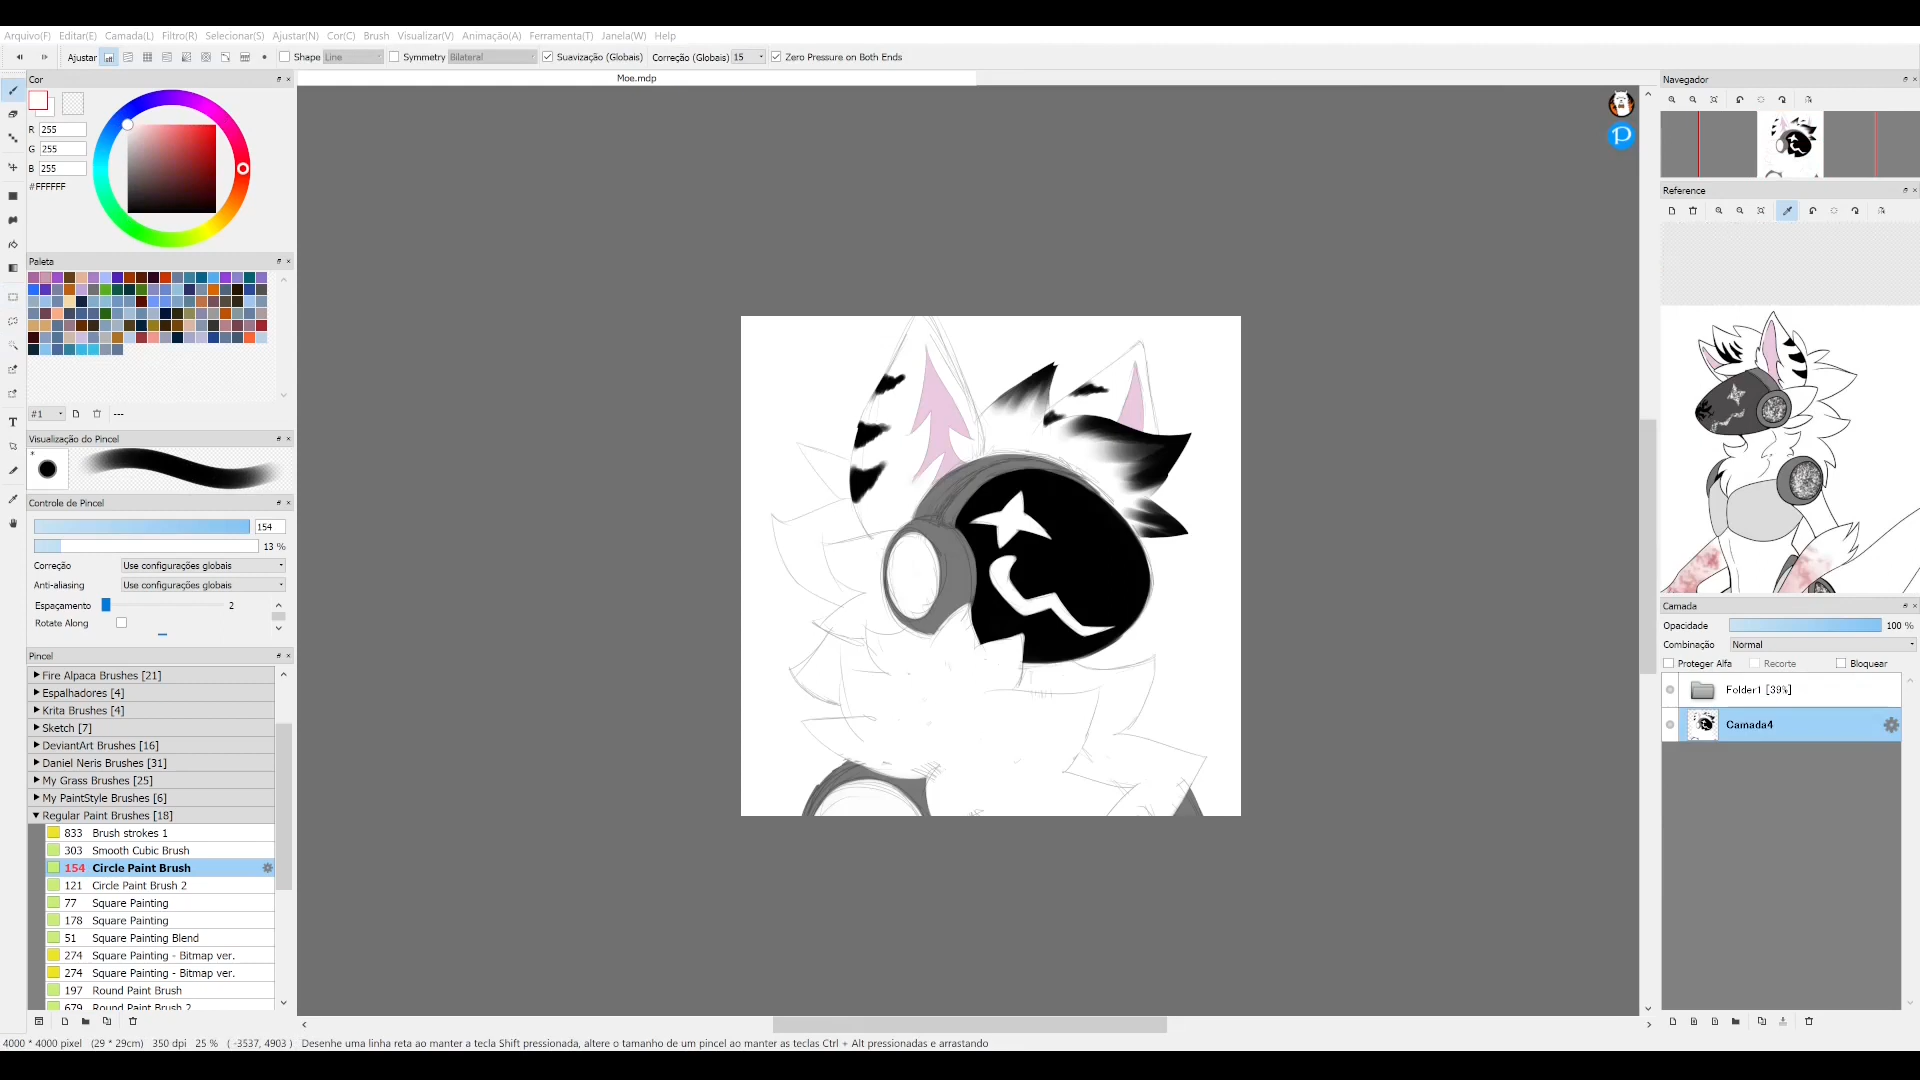 Arquivo(F) Editar(E) Camada(L) Filtro(R) Selecionar(S) Ajustar(N) Cor(C) Brush Visualizar(V) Animação(A) Ferramenta(F) Janela(W) Help
Ajustar Shape Line Symmetry Bilateral Suavização (Globais) Correção (Globais) 15 Zero Pressure on Both Ends
Cor
Moe.mdp
R 255
G 255
B 255
#FFFFFF
Paleta
#1 ---
Visualização do Pincel
*
Controle de Pincel
154
13 %
Correção Use configurações globais
Anti-aliasing Use configurações globais
Espaçamento 2
Rotate Along
Pincel
Fire Alpaca Brushes [21]
Espalhadores [4]
Krita Brushes [4]
Sketch [7]
DeviantArt Brushes [16]
Daniel Neris Brushes [31]
My Grass Brushes [25]
My PaintStyle Brushes [6]
Regular Paint Brushes [18]
833 Brush strokes 1
303 Smooth Cubic Brush
154 Circle Paint Brush
121 Circle Paint Brush 2
77 Square Painting
178 Square Painting
51 Square Painting Blend
274 Square Painting - Bitmap ver.
274 Square Painting - Bitmap ver.
197 Round Paint Brush
679 Round Paint Brush 2
Navegador
Reference
Camada
Opacidade 100 %
Combinação Normal
Proteger Alfa Recorte Bloquear
Folder1 [39%]
Camada4
4000 * 4000 pixel (29 * 29cm) 350 dpi 25 % ( -3537, 4903 ) Desenhe uma linha reta ao manter a tecla Shift pressionada, altere o tamanho de um pincel ao manter as teclas Ctrl + Alt pressionadas e arrastando